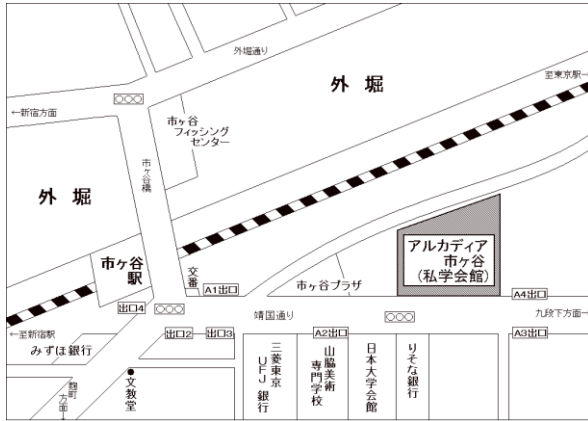 外堀通り
外 堀
至東京駅→
←新宿方面
市ヶ谷
フィッシング
センター
市ヶ谷橋
外 堀
市ヶ谷
駅
交番
アルカディア
市ヶ谷
(私学会館)
A1出口
市ヶ谷プラザ
A4出口
出口4
靖国通り
九段下方面→
←至新宿駅
出口2
出口3
A2出口
A3出口
みずほ銀行
麹町
方面
文教堂
三菱東京
UFJ銀行
山脇美術
専門学校
日本大学会館
りそな銀行